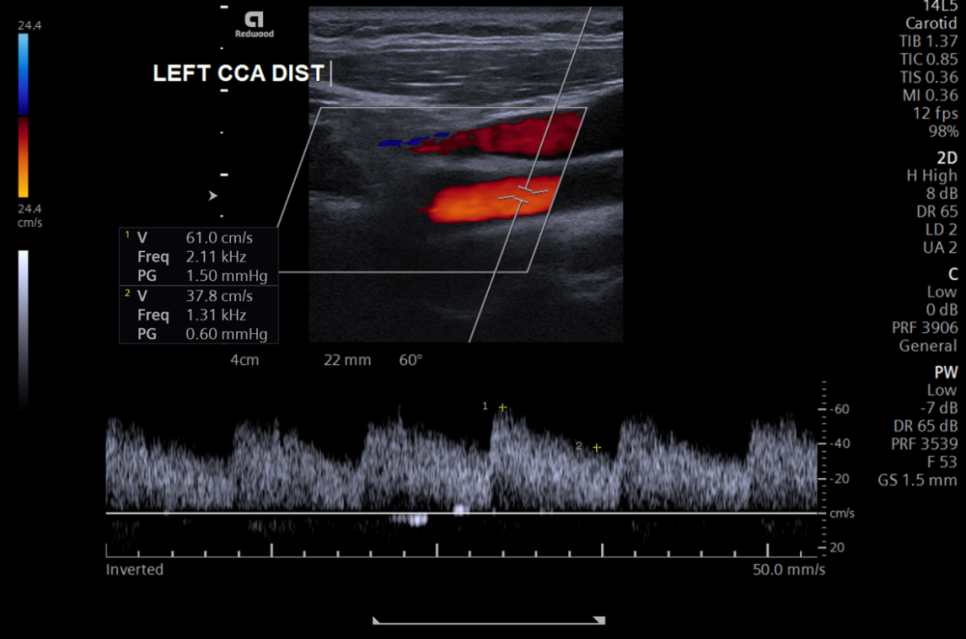 24.4
24.4
cm/s
Redwood
LEFT CCA DIST
14L5
Carotid
TIB 1.37
TIC 0.85
TIS 0.36
MI 0.36
12 fps
98%
2D
H High
8 dB
DR 65
LD 2
UA 2
C
Low
0 dB
PRF 3906
General
PW
Low
-7 dB
DR 65 dB
PRF 3539
F 53
GS 1.5 mm
1 V 61.0 cm/s
Freq 2.11 kHz
PG 1.50 mmHg
2 V 37.8 cm/s
Freq 1.31 kHz
PG 0.60 mmHg
4cm 22 mm 60°
1
2
-60
-40
-20
cm/s
20
Inverted 50.0 mm/s